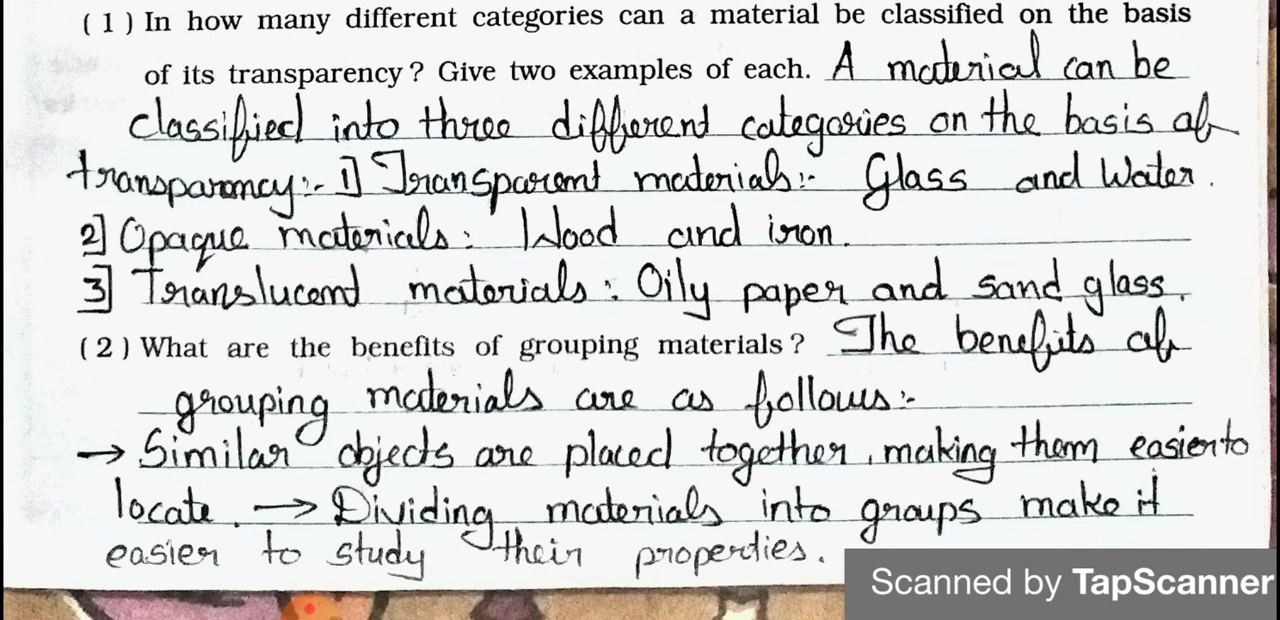 (1) In how many different categories can a material be classified on the basis
of its transparency? Give two examples of each. A material can be
classified into three different categories on the basis of
transparency:- 1] Transparent materials:- Glass and Water.
2] Opaque materials: Wood and iron.
3] Translucent materials: Oily paper and sand glass.
(2) What are the benefits of grouping materials? The benefits of
grouping materials are as follows:-
→ Similar objects are placed together, making them easier to
locate. → Dividing materials into groups make it
easier to study their properties.
Scanned by TapScanner